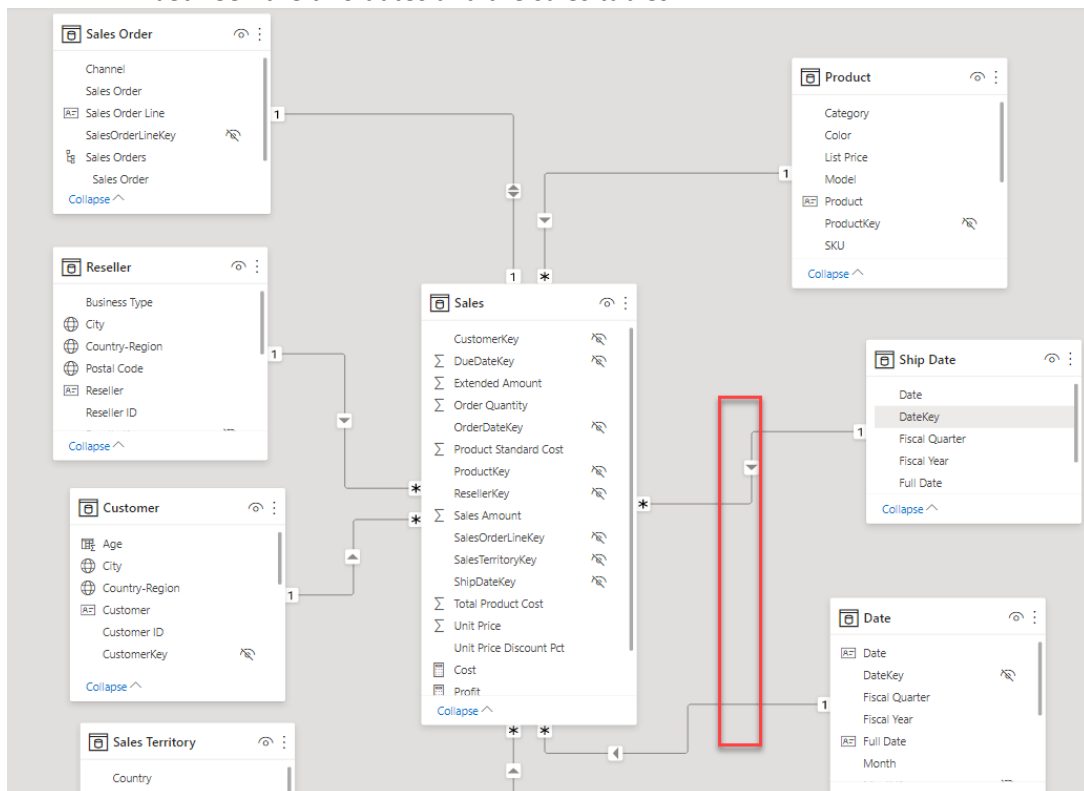 Sales Order
Channel
Sales Order
Sales Order Line
SalesOrderLineKey
Sales Orders
Sales Order
Collapse
1
Product
Category
Color
List Price
Model
Product
ProductKey
SKU
Collapse
1
Reseller
Business Type
City
Country-Region
Postal Code
Reseller
Reseller ID
Collapse
1
1
*
Sales
CustomerKey
DueDateKey
Extended Amount
Order Quantity
OrderDateKey
Product Standard Cost
ProductKey
ResellerKey
Sales Amount
SalesOrderLineKey
SalesTerritoryKey
ShipDateKey
Total Product Cost
Unit Price
Unit Price Discount Pct
Cost
Profit
Collapse
*
*
*
*
*
Ship Date
Date
DateKey
Fiscal Quarter
Fiscal Year
Full Date
Collapse
1
Customer
Age
City
Country-Region
Customer
Customer ID
CustomerKey
Collapse
1
Date
Date
DateKey
Fiscal Quarter
Fiscal Year
Full Date
Month
1
Sales Territory
Country